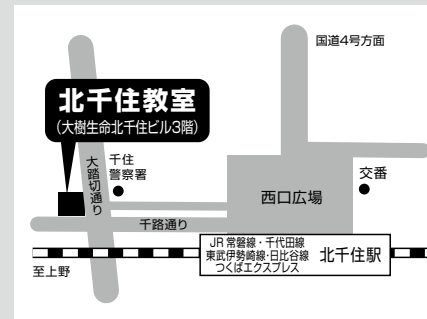 国道4号方面
北千住教室
(大樹生命北千住ビル3階)
大踏切通り
千住
警察署
交番
西口広場
千路通り
JR 常磐線・千代田線
東武伊勢崎線・日比谷線
つくばエクスプレス
北千住駅
至上野